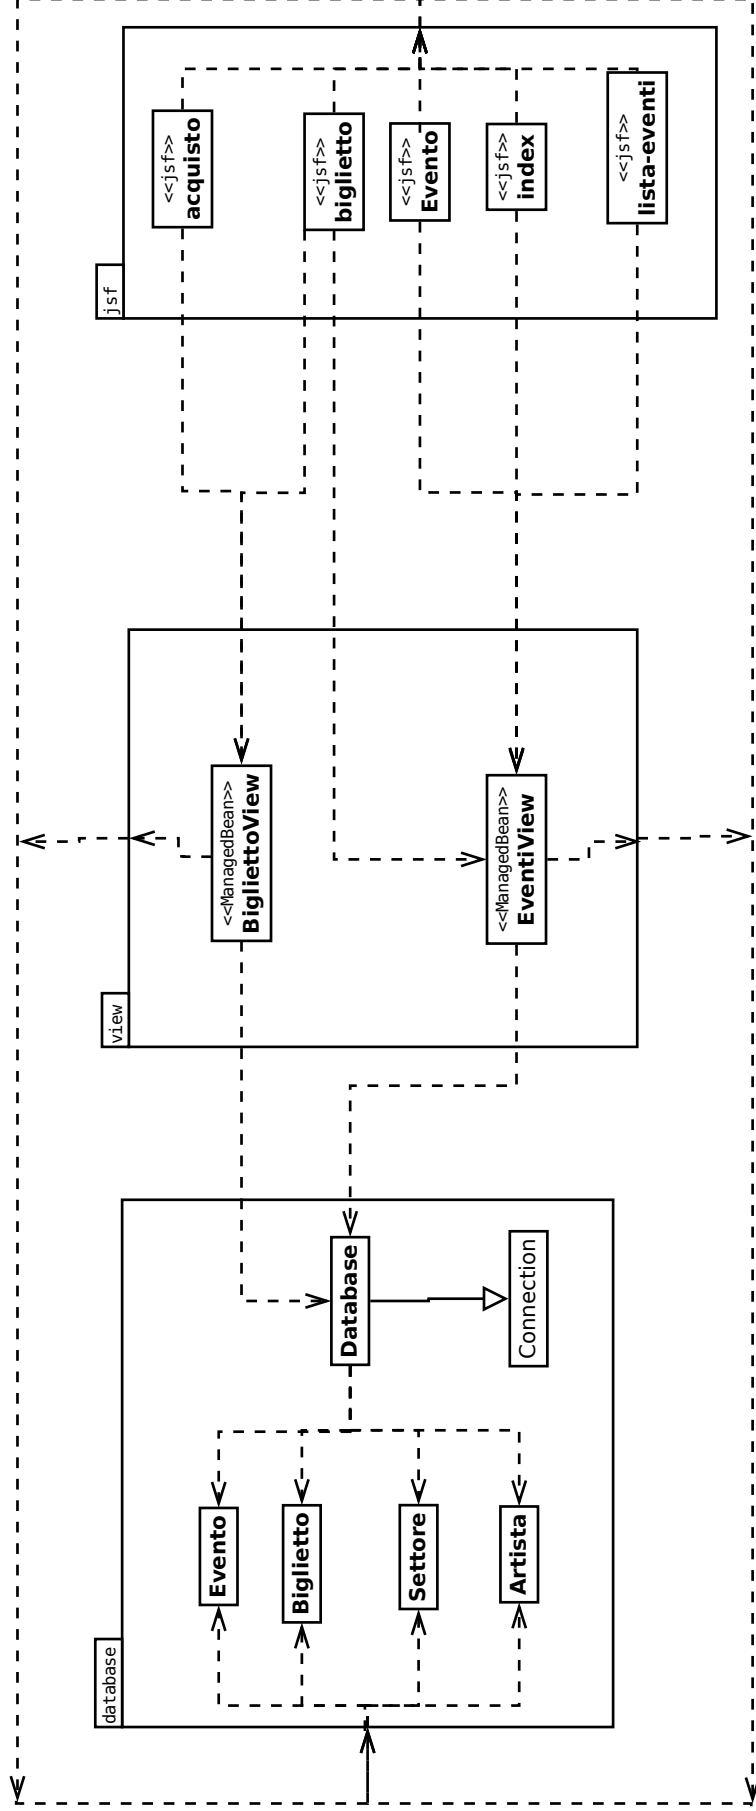 jsf
<<jsf>>
acquisto
<<jsf>>
biglietto
<<jsf>>
Evento
<<jsf>>
index
<<jsf>>
lista-eventi
view
<<ManagedBean>>
BigliettoView
<<ManagedBean>>
EventiView
database
Database
Connection
Evento
Biglietto
Settore
Artista